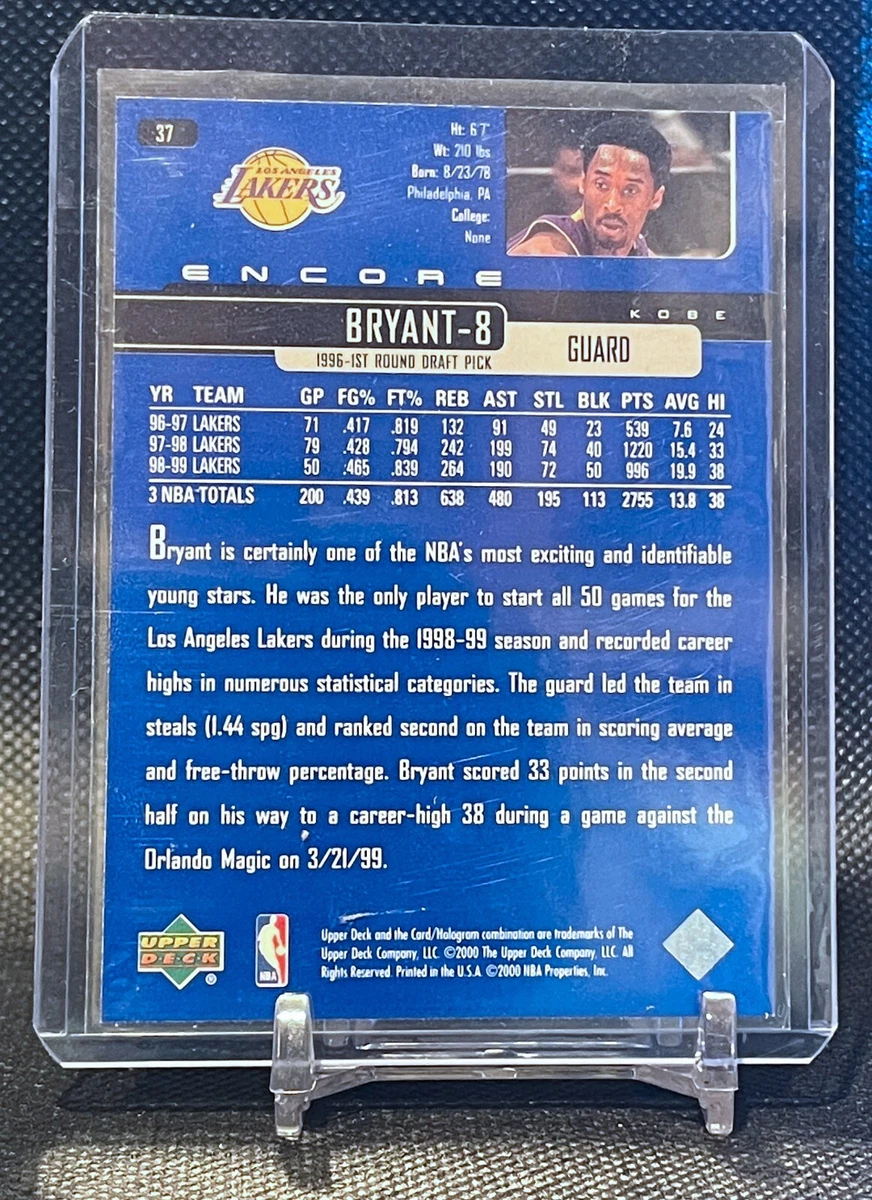 37
LOS ANGELES
LAKERS
Ht: 6'7"
Wt: 210 lbs
Born: 8/23/78
Philadelphia, PA
College:
None
ENCORE
KOBE
BRYANT-8
GUARD
1996-1ST ROUND DRAFT PICK
YR TEAM GP FG% FT% REB AST STL BLK PTS AVG HI
96-97 LAKERS 71 .417 .819 132 91 49 23 539 7.6 24
97-98 LAKERS 79 .428 .794 242 199 74 40 1220 15.4 33
98-99 LAKERS 50 .465 .839 264 190 72 50 996 19.9 38
3 NBA TOTALS 200 .439 .813 638 480 195 113 2755 13.8 38
Bryant is certainly one of the NBA's most exciting and identifiable
young stars. He was the only player to start all 50 games for the
Los Angeles Lakers during the 1998-99 season and recorded career
highs in numerous statistical categories. The guard led the team in
steals (1.44 spg) and ranked second on the team in scoring average
and free-throw percentage. Bryant scored 33 points in the second
half on his way to a career-high 38 during a game against the
Orlando Magic on 3/21/99.
UPPER
DECK
®
NBA
Upper Deck and the Card/Hologram combination are trademarks of The
Upper Deck Company, LLC. ©2000 The Upper Deck Company, LLC. All
Rights Reserved. Printed in the U.S.A. ©2000 NBA Properties, Inc.